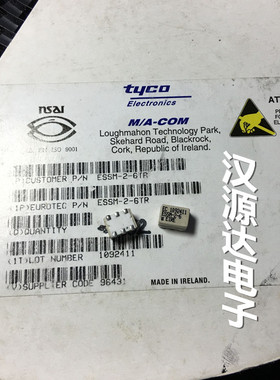 nsai
tyco
Electronics
M/A-COM
Loughmahon Technology Park,
Skehard Road, Blackrock,
Cork, Republic of Ireland.
ISO 9001
CUSTOMER P/N ESSM-2-6TR
(1P)EUROTEC P/N ESSM-2-6TR
(Q)QUANTITY
(1T)LOT NUMBER 1092411
MADE IN IRELAND.
(V)SUPPLIER CODE 96431
汉源达电子